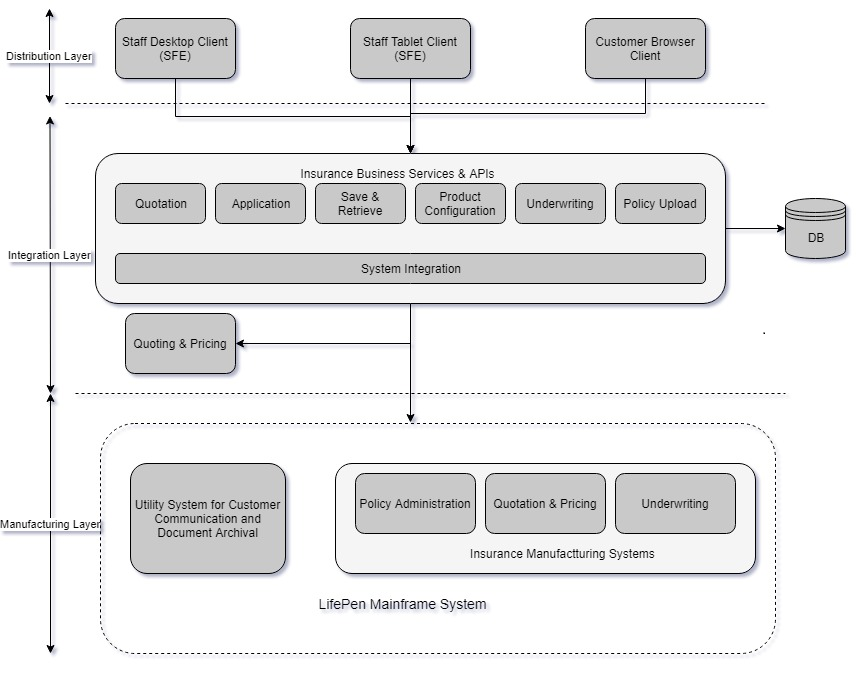 Staff Desktop Client
(SFE)
Staff Tablet Client
(SFE)
Customer Browser
Client
Distribution Layer
Insurance Business Services & APIs
Quotation
Application
Save &
Retrieve
Product
Configuration
Underwriting
Policy Upload
DB
Integration Layer
System Integration
Quoting & Pricing
Utility System for Customer
Communication and
Document Archival
Policy Administration
Quotation & Pricing
Underwriting
Manufacturing Layer
Insurance Manufactturing Systems
LifePen Mainframe System